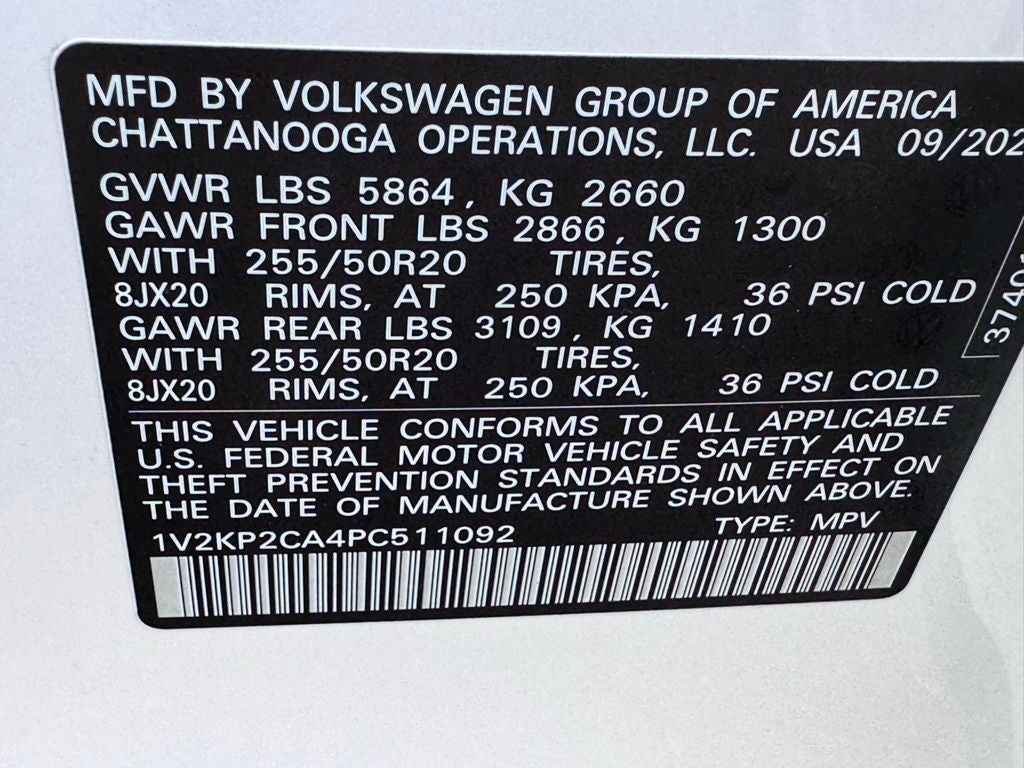 MFD BY VOLKSWAGEN GROUP OF AMERICA
CHATTANOOGA OPERATIONS, LLC. USA 09/202
GVWR LBS 5864, KG 2660
GAWR FRONT LBS 2866, KG 1300
WITH 255/50R20 TIRES,
8JX20 RIMS, AT 250 KPA, 36 PSI COLD
GAWR REAR LBS 3109, KG 1410
WITH 255/50R20 TIRES,
8JX20 RIMS, AT 250 KPA, 36 PSI COLD
THIS VEHICLE CONFORMS TO ALL APPLICABLE
U.S. FEDERAL MOTOR VEHICLE SAFETY AND
THEFT PREVENTION STANDARDS IN EFFECT ON
THE DATE OF MANUFACTURE SHOWN ABOVE.
1V2KP2CA4PC511092 TYPE: MPV